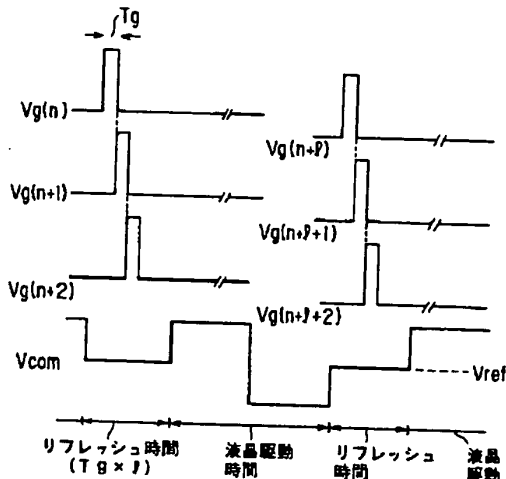 Tg
Vg(n)
Vg(n+ℓ)
Vg(n+1)
Vg(n+ℓ+1)
Vg(n+2)
Vg(n+ℓ+2)
Vcom
Vref
リフレッシュ時間
(Tg×ℓ)
液晶駆動
時間
リフレッシュ
時間
液晶
駆動